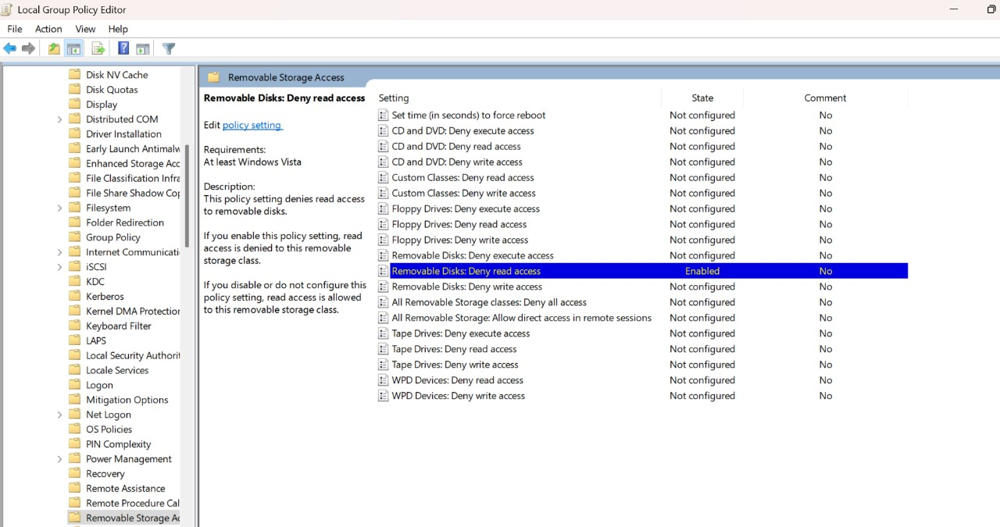 Local Group Policy Editor
File Action View Help
Disk NV Cache
Disk Quotas
Display
Distributed COM
Driver Installation
Early Launch Antimalw
Enhanced Storage Acc
File Classification Infra
File Share Shadow Cop
Filesystem
Folder Redirection
Group Policy
Internet Communicati
iSCSI
KDC
Kerberos
Kernel DMA Protection
Keyboard Filter
LAPS
Local Security Authorit
Locale Services
Logon
Mitigation Options
Net Logon
OS Policies
PIN Complexity
Power Management
Recovery
Remote Assistance
Remote Procedure Cal
Removable Storage Ac
Removable Storage Access
Removable Disks: Deny read access
Edit policy setting
Requirements:
At least Windows Vista
Description:
This policy setting denies read access
to removable disks.
If you enable this policy setting, read
access is denied to this removable
storage class.
If you disable or do not configure this
policy setting, read access is allowed
to this removable storage class.
Setting State Comment
Set time (in seconds) to force reboot Not configured No
CD and DVD: Deny execute access Not configured No
CD and DVD: Deny read access Not configured No
CD and DVD: Deny write access Not configured No
Custom Classes: Deny read access Not configured No
Custom Classes: Deny write access Not configured No
Floppy Drives: Deny execute access Not configured No
Floppy Drives: Deny read access Not configured No
Floppy Drives: Deny write access Not configured No
Removable Disks: Deny execute access Not configured No
Removable Disks: Deny read access Enabled No
Removable Disks: Deny write access Not configured No
All Removable Storage classes: Deny all access Not configured No
All Removable Storage: Allow direct access in remote sessions Not configured No
Tape Drives: Deny execute access Not configured No
Tape Drives: Deny read access Not configured No
Tape Drives: Deny write access Not configured No
WPD Devices: Deny read access Not configured No
WPD Devices: Deny write access Not configured No